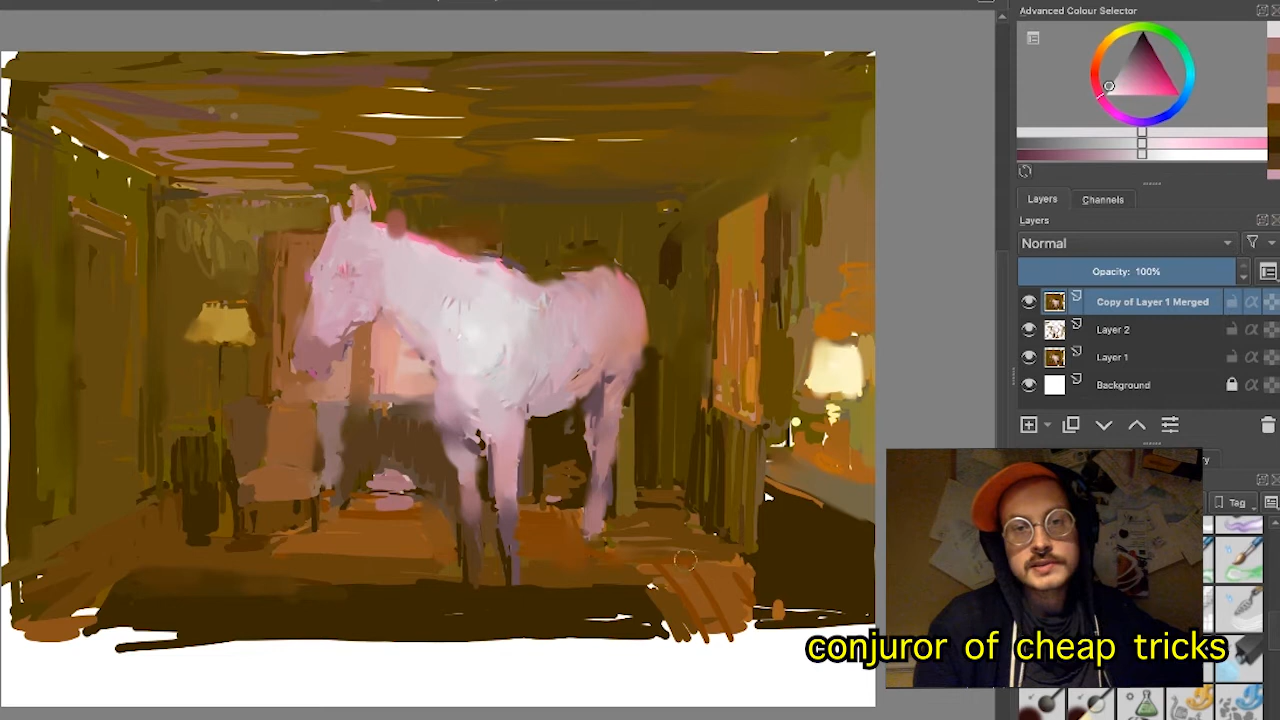 Advanced Colour Selector
Layers
Channels
Layers
Normal
Opacity: 100%
Copy of Layer 1 Merged
Layer 2
Layer 1
Background
Tag
conjuror of cheap tricks